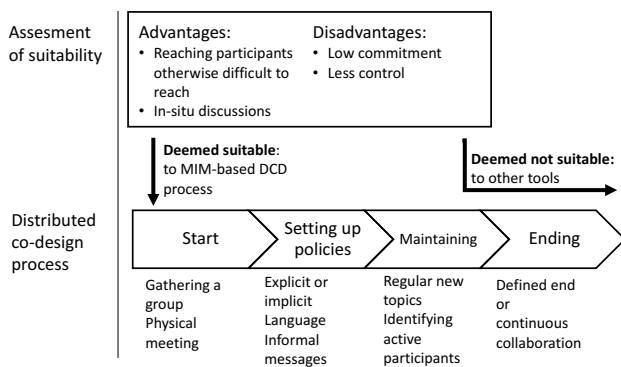 Assesment
of suitability
Advantages:
• Reaching participants
otherwise difficult to
reach
• In-situ discussions
Disadvantages:
• Low commitment
• Less control
Deemed suitable:
to MIM-based DCD
process
Deemed not suitable:
to other tools
Distributed
co-design
process
Start
Setting up
policies
Maintaining
Ending
Gathering a
group
Physical
meeting
Explicit or
implicit
Language
Informal
messages
Regular new
topics
Identifying
active
participants
Defined end
or
continuous
collaboration